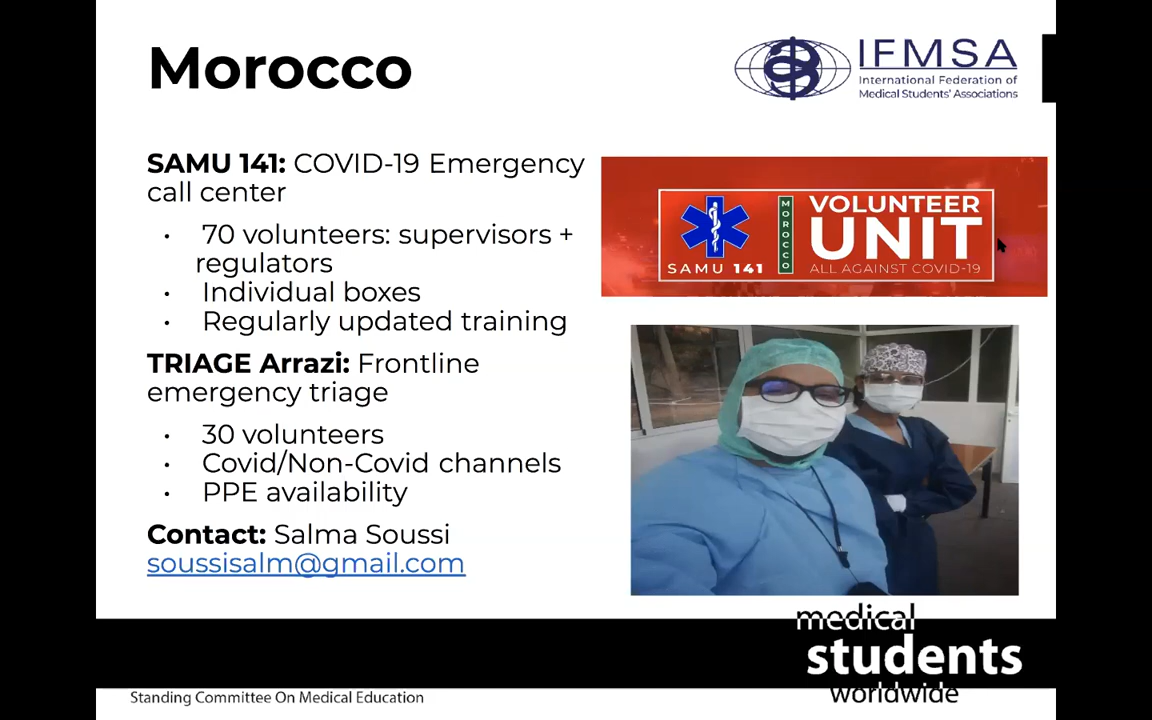 Morocco
IFMSA
International Federation of
Medical Students' Associations
SAMU 141: COVID-19 Emergency
call center
• 70 volunteers: supervisors +
regulators
• Individual boxes
• Regularly updated training
TRIAGE Arrazi: Frontline
emergency triage
• 30 volunteers
• Covid/Non-Covid channels
• PPE availability
Contact: Salma Soussi
soussisalm@gmail.com
SAMU 141
MOROCCO
VOLUNTEER
UNIT
ALL AGAINST COVID-19
medical
students
worldwide
Standing Committee On Medical Education